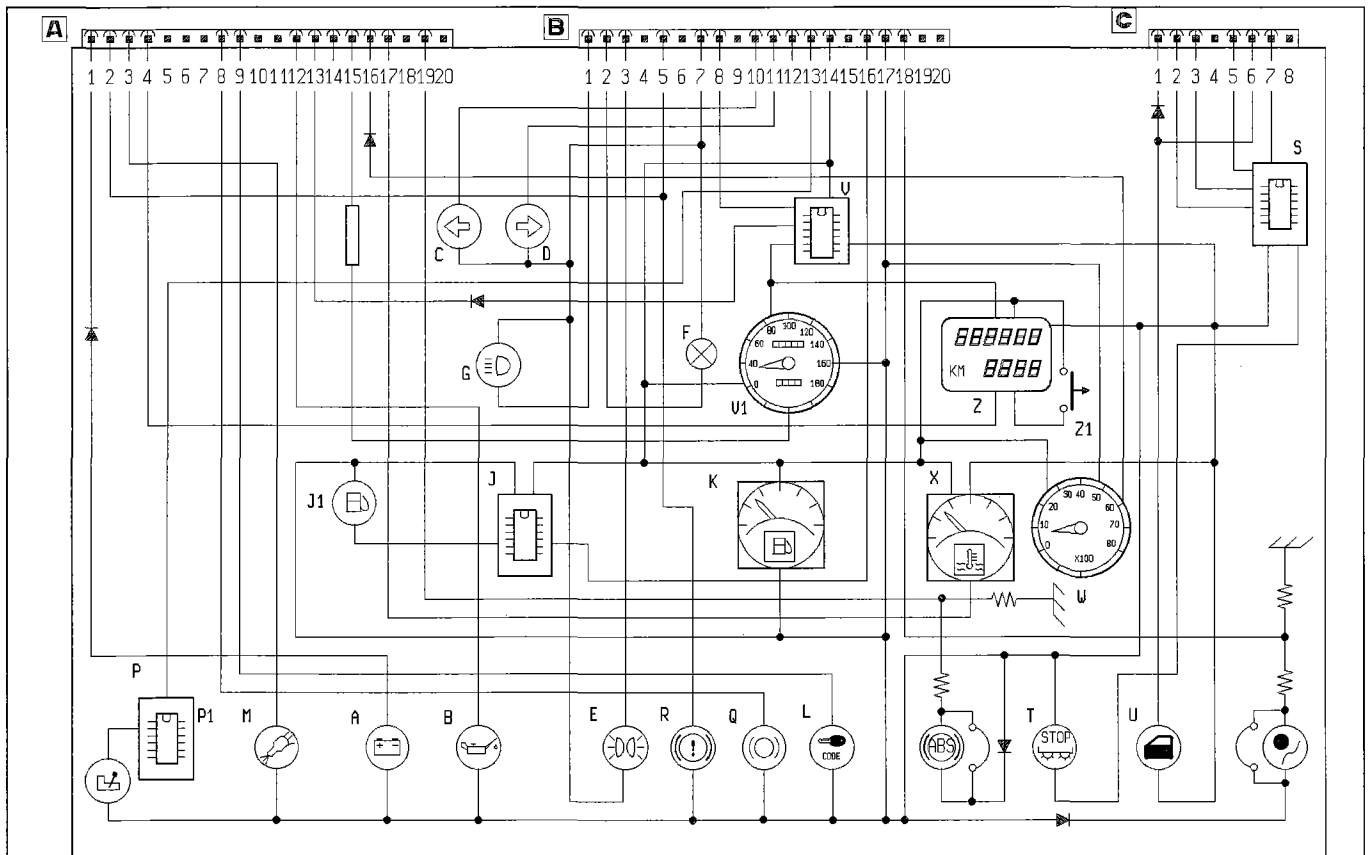 A B C
1 2 3 4 5 6 7 8 9 10 11 12 13 14 15 16 17 18 19 20
1 2 3 4 5 6 7 8 9 10 11 12 13 14 15 16 17 18 19 20
1 2 3 4 5 6 7 8
S
V
C D
F
G
0 40 60 80 100 120 140 160 180
V1
888888
KM 8888
Z
Z1
J1
J
K
X
0 10 20 30 40 50 60 70 80
X100
W
P
P1
M
A
B
E
R
Q
L
T
U
!
CODE
ABS
STOP